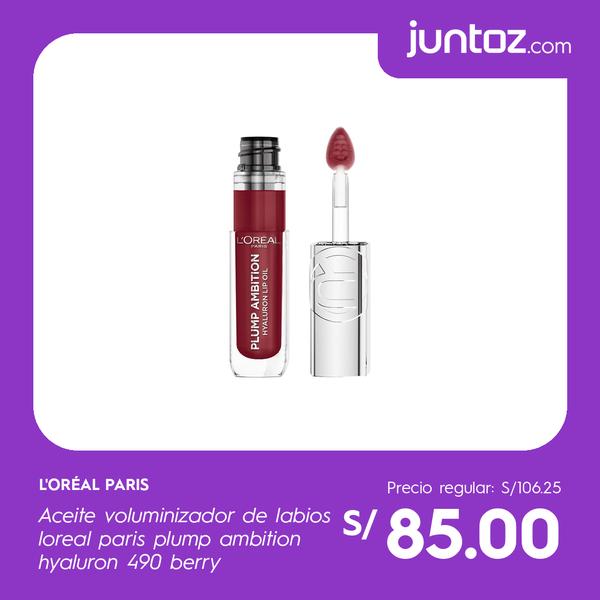 juntoz.com
L'ORÉAL
PARIS
PLUMP AMBITION
HYALURON LIP OIL
L'ORÉAL PARIS
Precio regular: S/106.25
Aceite voluminizador de labios
loreal paris plump ambition
hyaluron 490 berry
S/85.00